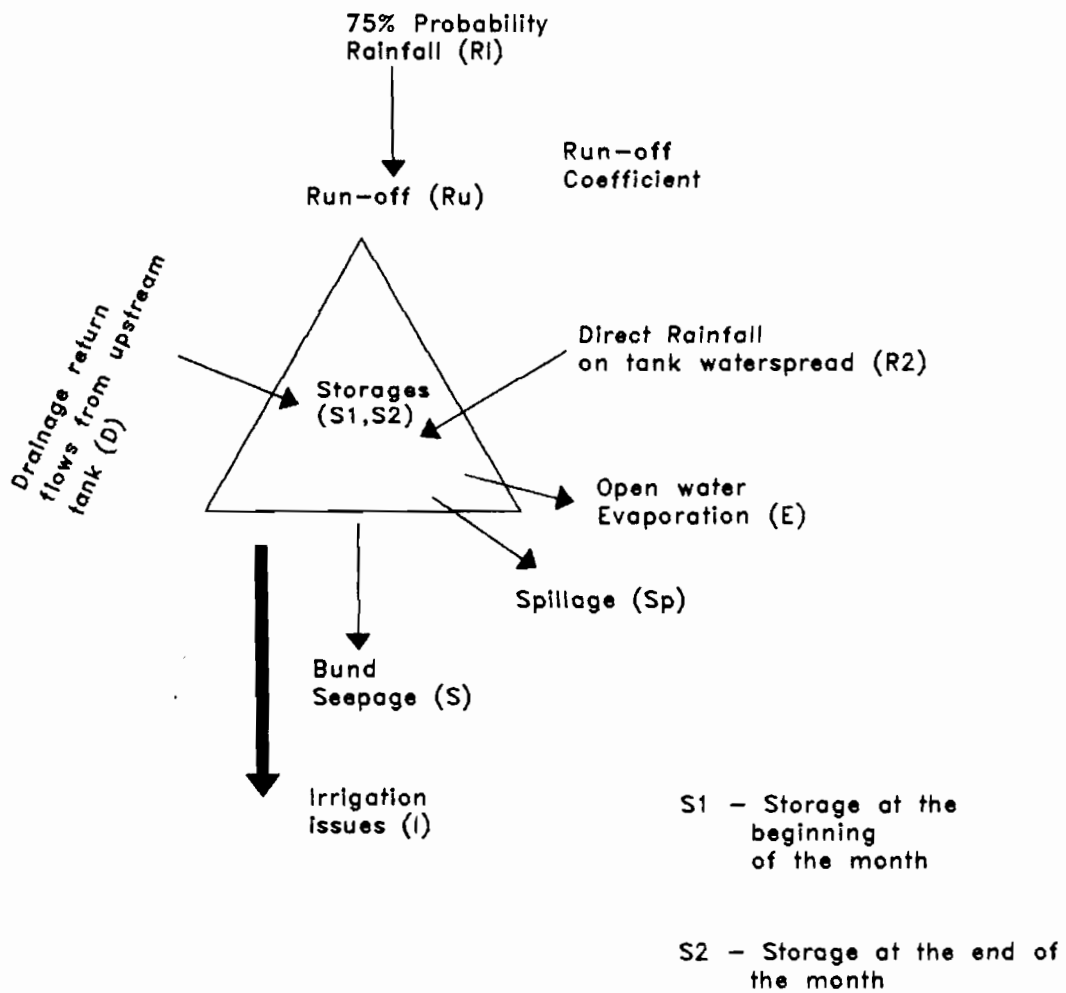 75% Probability
Rainfall (RI)
Run-off
Coefficient
Run-off (Ru)
Drainage return
flows from upstream
tank (D)
Direct Rainfall
on tank waterspread (R2)
Storages
(S1,S2)
Open water
Evaporation (E)
Spillage (Sp)
Bund
Seepage (S)
Irrigation
issues (I)
S1 - Storage at the
beginning
of the month
S2 - Storage at the end of
the month